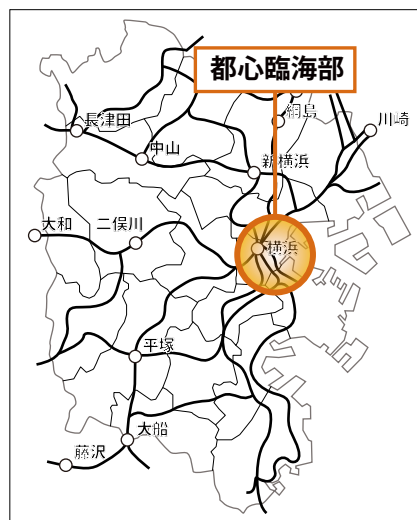 都心臨海部
綱島
川崎
長津田
中山
新横浜
大和
二俣川
横浜
平塚
大船
藤沢